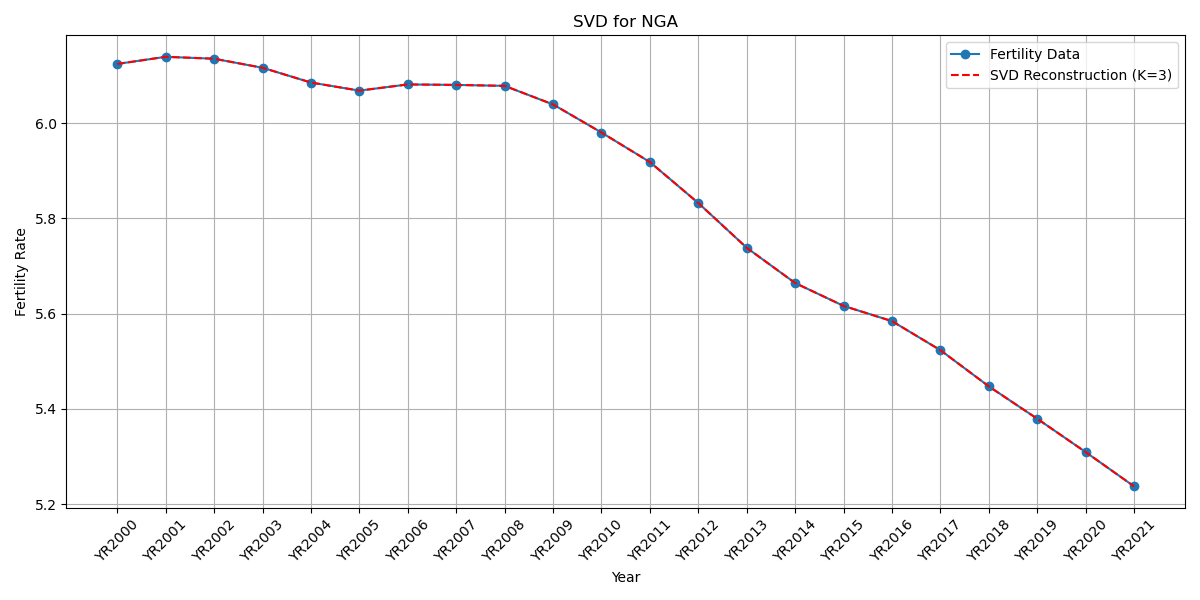 SVD for NGA
Fertility Data
SVD Reconstruction (K=3)
Fertility Rate
6.0
5.8
5.6
5.4
5.2
YR2000
YR2001
YR2002
YR2003
YR2004
YR2005
YR2006
YR2007
YR2008
YR2009
YR2010
YR2011
YR2012
YR2013
YR2014
YR2015
YR2016
YR2017
YR2018
YR2019
YR2020
YR2021
Year